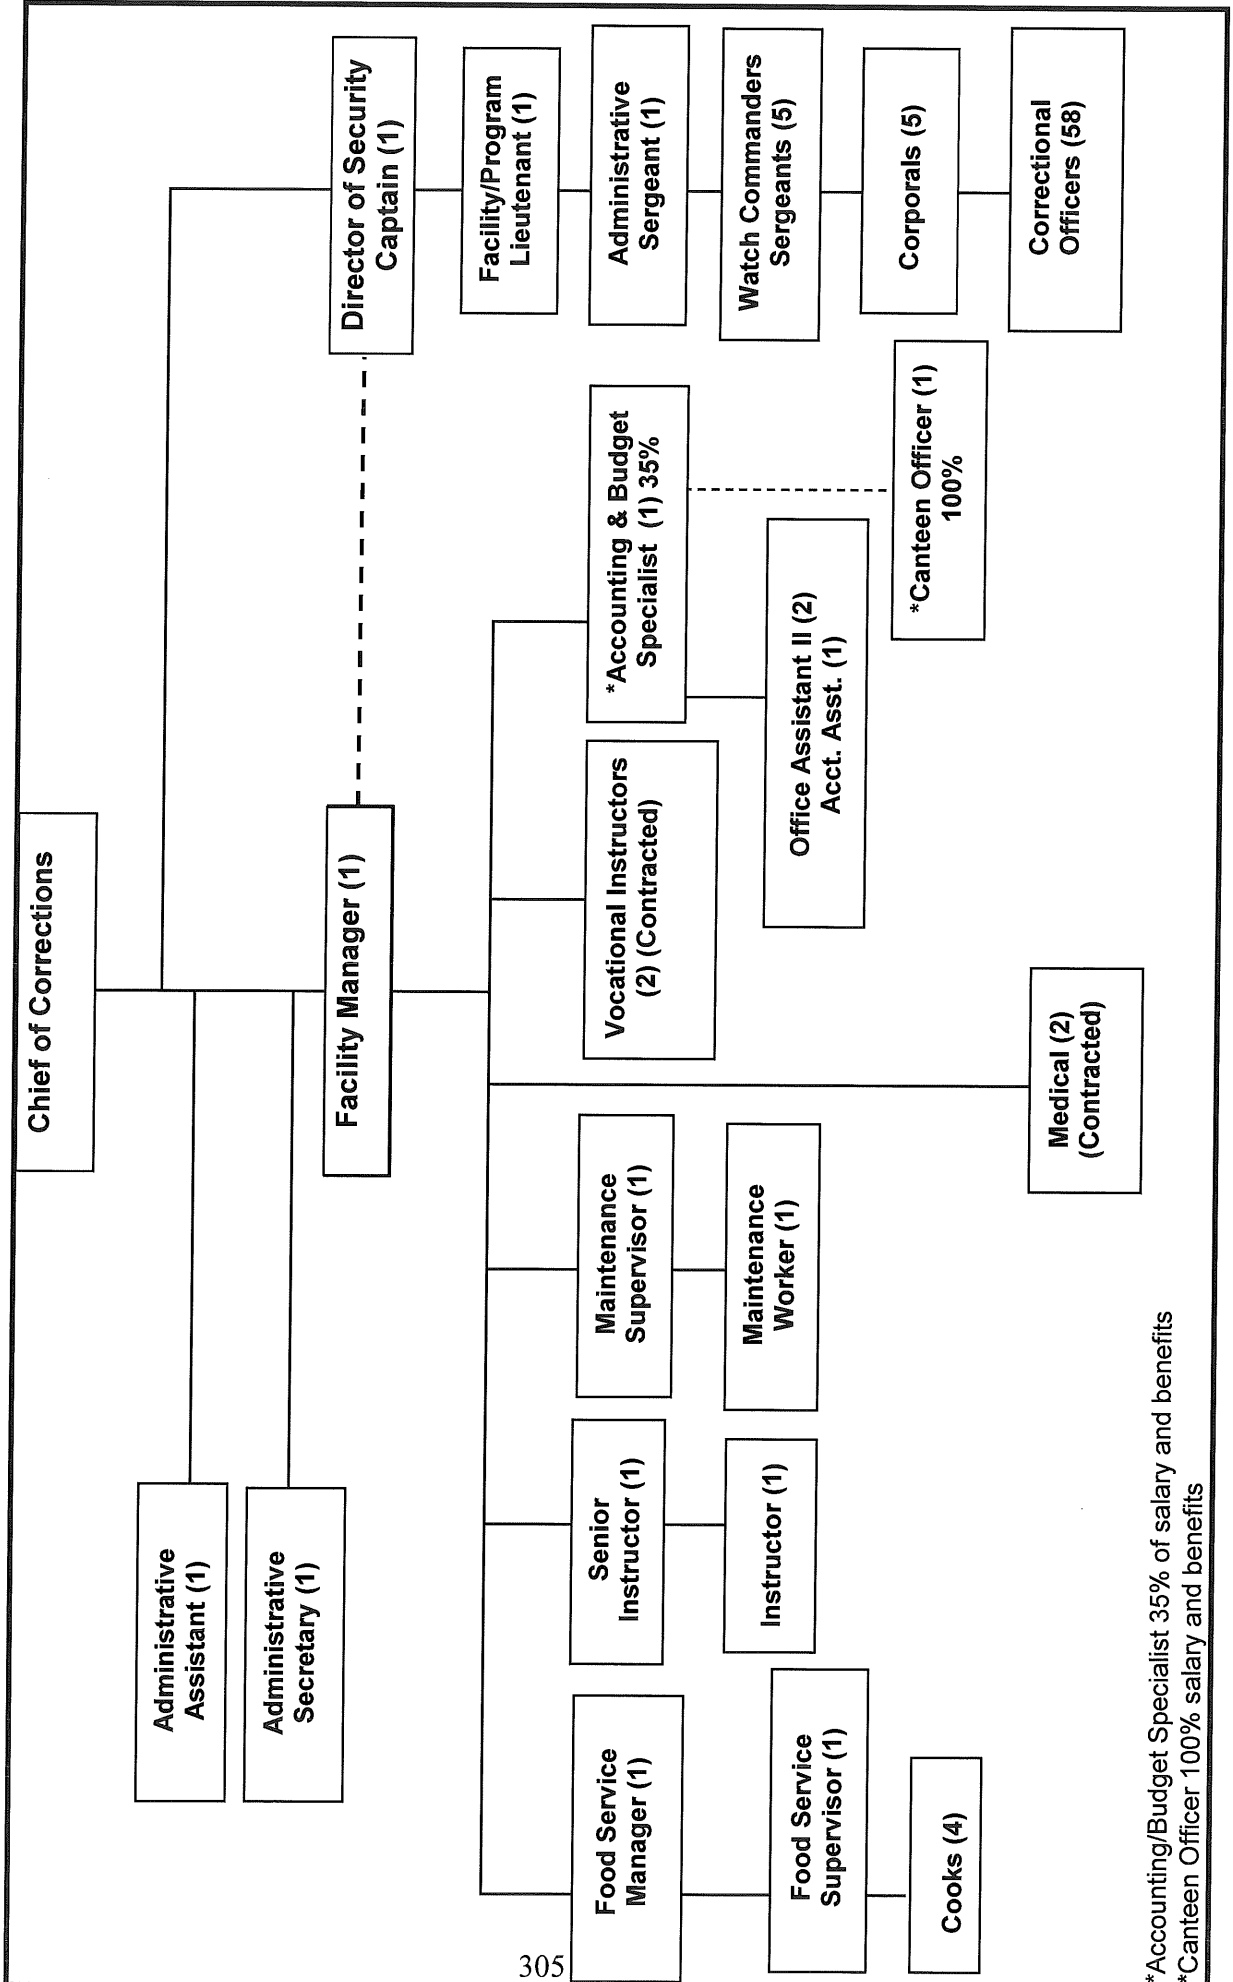 Chief of Corrections
Administrative
Assistant (1)
Administrative
Secretary (1)
Facility Manager (1)
Director of Security
Captain (1)
Facility/Program
Lieutenant (1)
Administrative
Sergeant (1)
Watch Commanders
Sergeants (5)
Corporals (5)
Correctional
Officers (58)
Food Service
Manager (1)
Food Service
Supervisor (1)
Cooks (4)
Senior
Instructor (1)
Instructor (1)
Maintenance
Supervisor (1)
Maintenance
Worker (1)
Medical (2)
(Contracted)
Vocational Instructors
(2) (Contracted)
*Accounting & Budget
Specialist (1) 35%
Office Assistant II (2)
Acct. Asst. (1)
*Canteen Officer (1)
100%
*Accounting/Budget Specialist 35% of salary and benefits
*Canteen Officer 100% salary and benefits
305